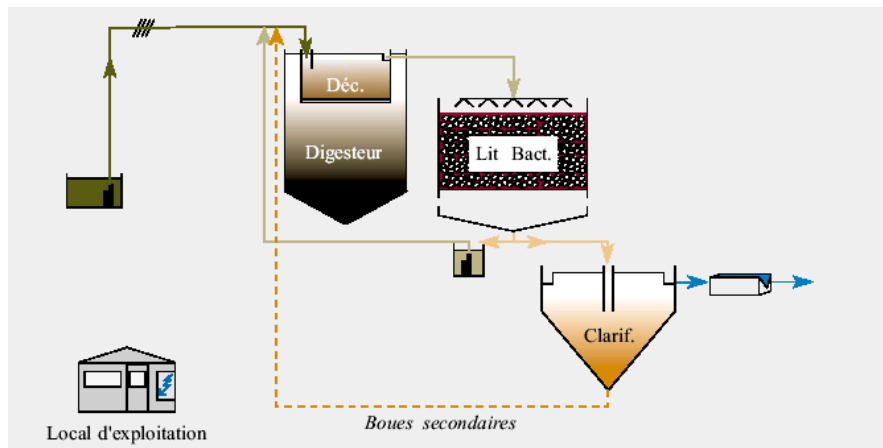 Déc.
Digesteur
Lit Bact.
Clarif.
Boues secondaires
Local d'exploitation